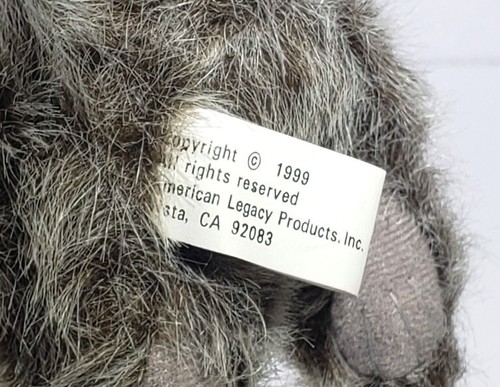 opyright © 1999
ll rights reserved
merican Legacy Products, Inc.
sta, CA 92083